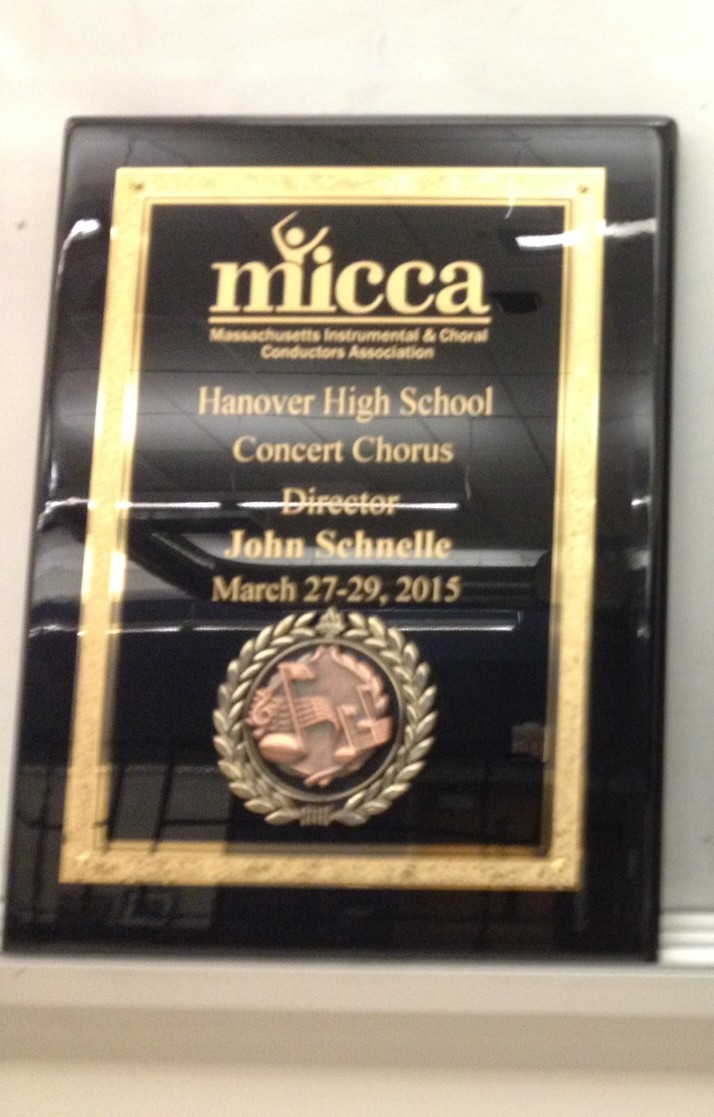 micca
Massachusetts Instrumental & Choral
Conductors Association
Hanover High School
Concert Chorus
Director
John Schnelle
March 27-29, 2015